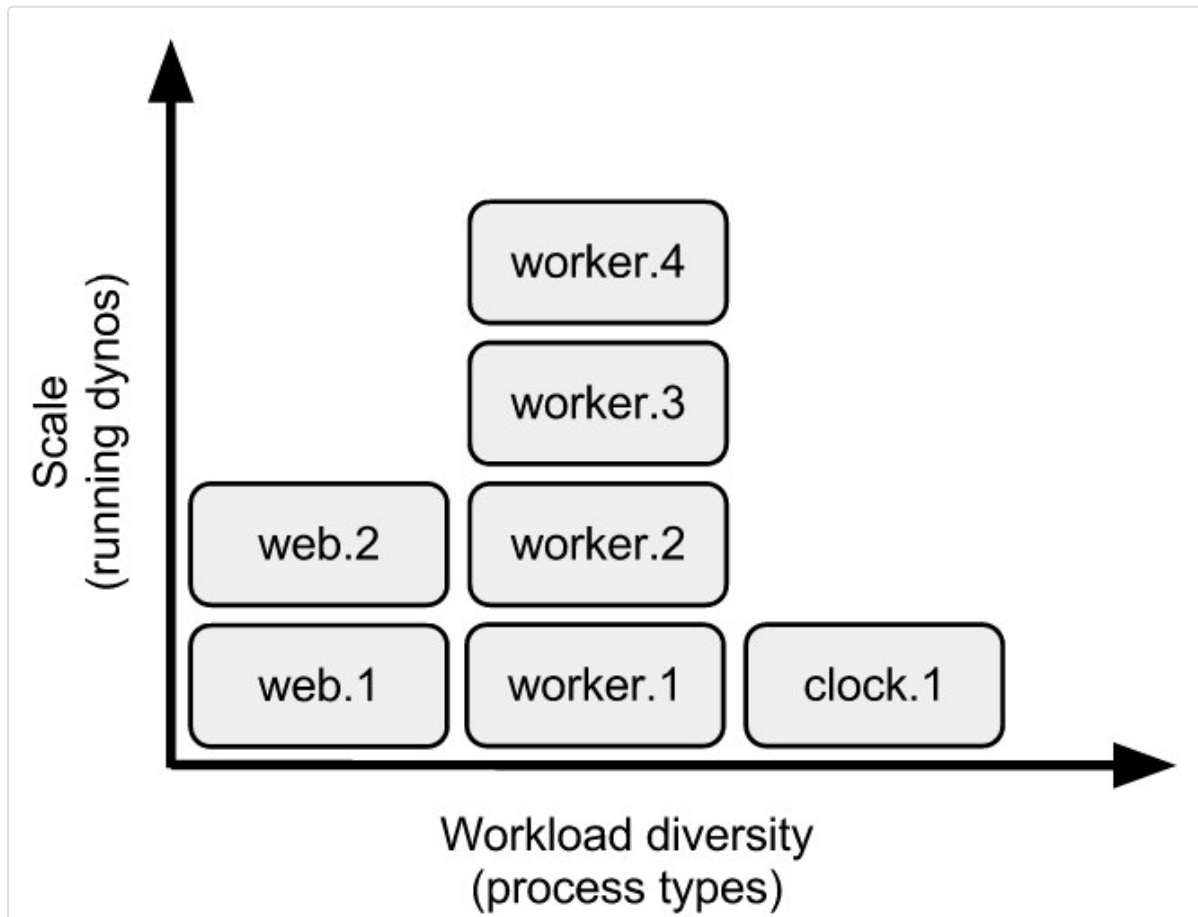 Scale
(running dynos)
worker.4
worker.3
web.2
worker.2
web.1
worker.1
clock.1
Workload diversity
(process types)